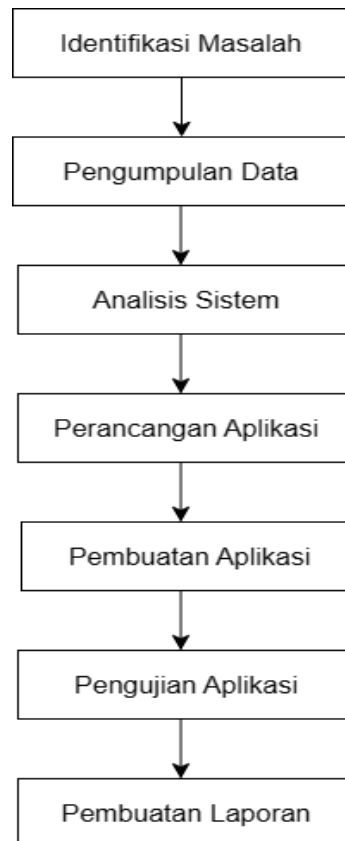 Identifikasi Masalah
Pengumpulan Data
Analisis Sistem
Perancangan Aplikasi
Pembuatan Aplikasi
Pengujian Aplikasi
Pembuatan Laporan